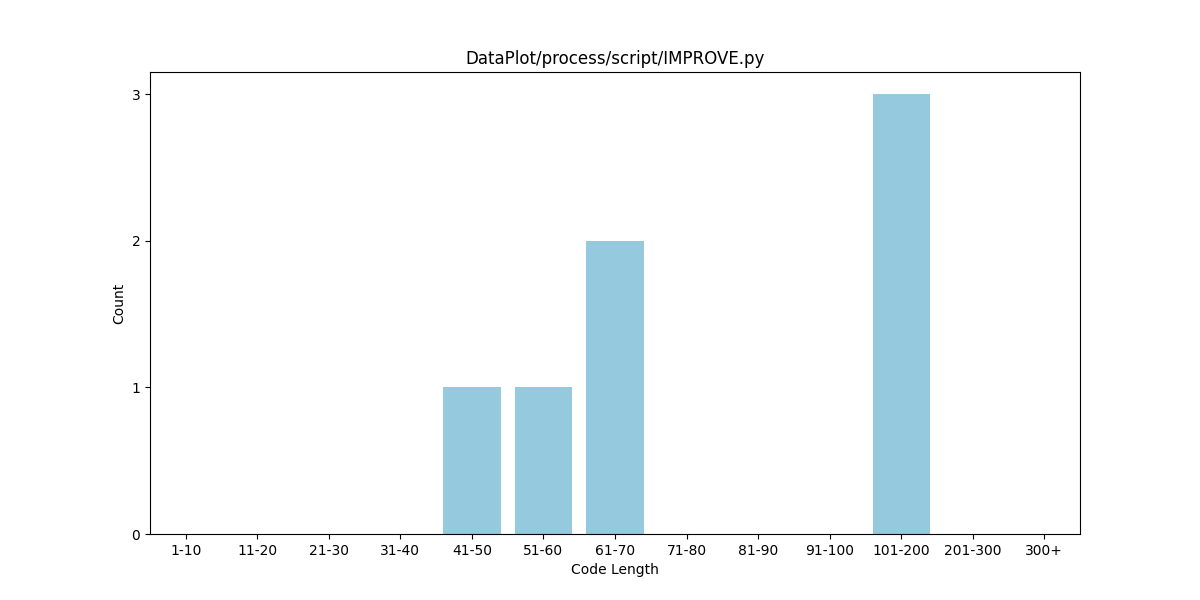 DataPlot/process/script/IMPROVE.py
3
2
1
0
Count
1-10 11-20 21-30 31-40 41-50 51-60 61-70 71-80 81-90 91-100 101-200 201-300 300+
Code Length